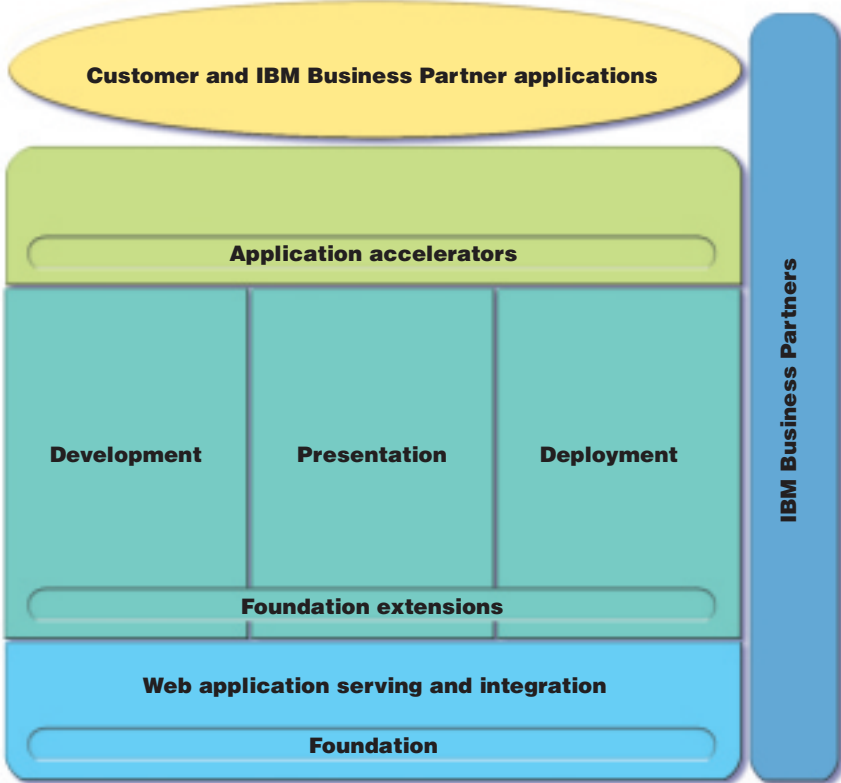 Customer and IBM Business Partner applications
Application accelerators
Development
Presentation
Deployment
Foundation extensions
Web application serving and integration
Foundation
IBM Business Partners